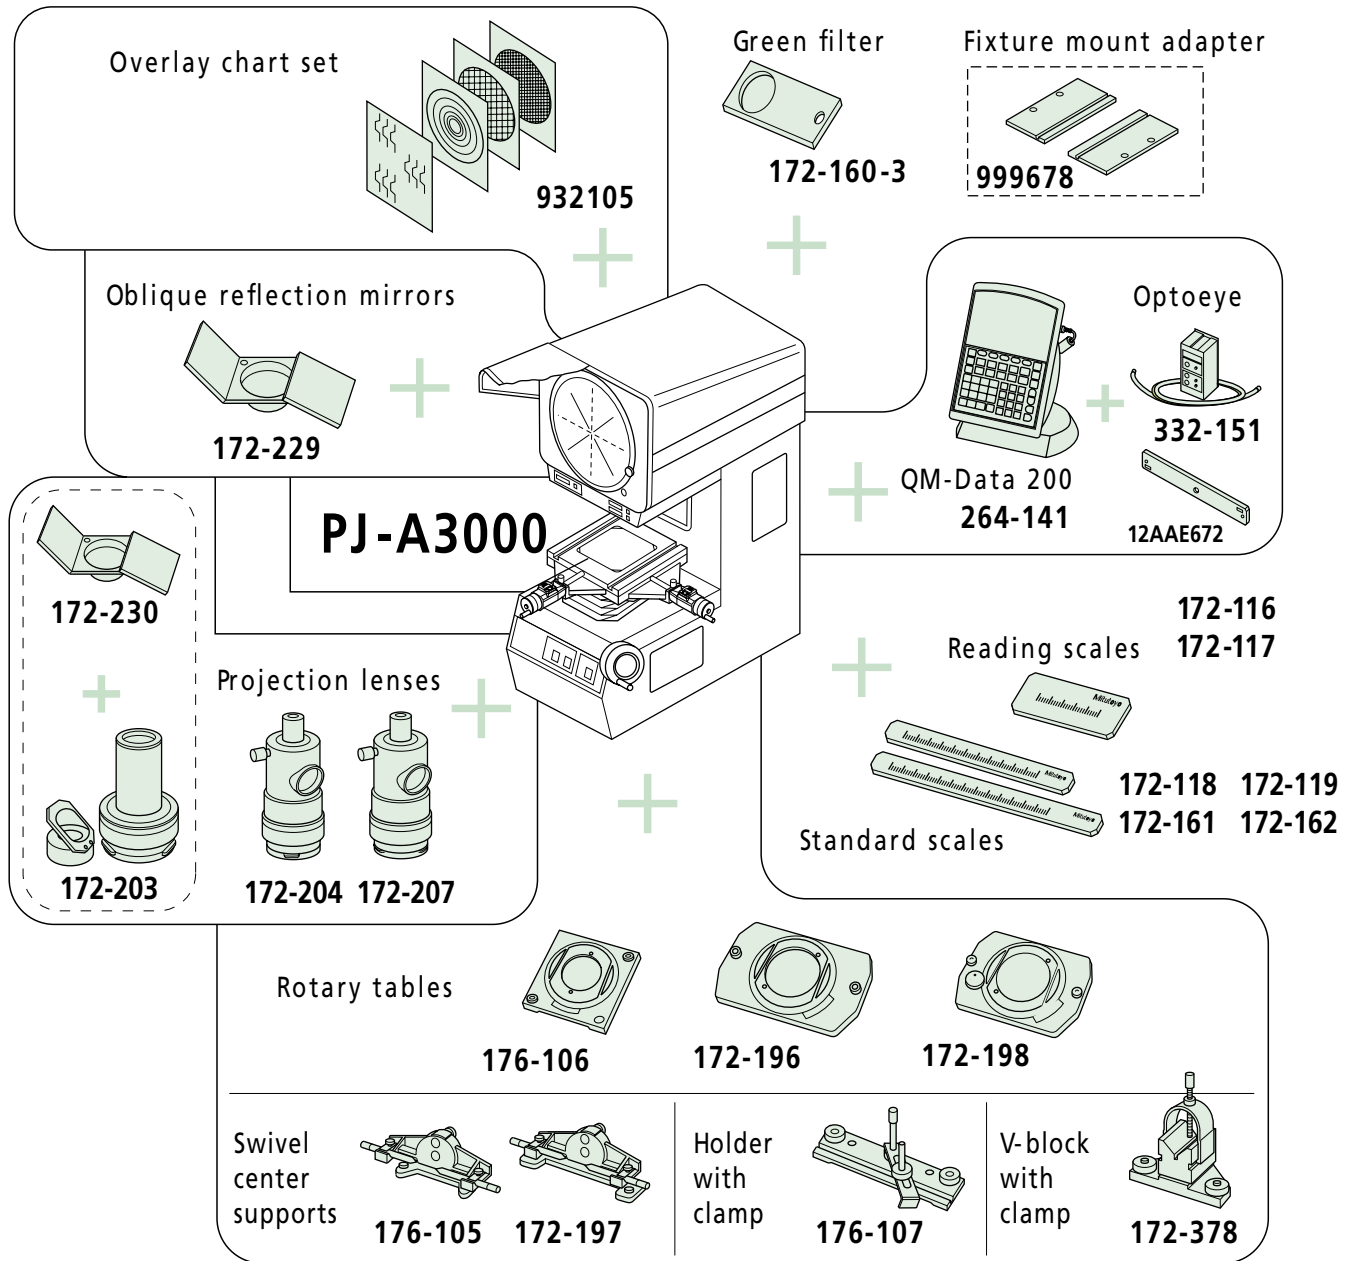 Overlay chart set
932105
Green filter
172-160-3
Fixture mount adapter
999678
Oblique reflection mirrors
172-229
Optoeye
332-151
QM-Data 200
264-141
12AAE672
PJ-A3000
172-230
172-203
Projection lenses
172-204 172-207
172-116
Reading scales 172-117
Mitutoyo
Mitutoyo
Mitutoyo
172-118 172-119
172-161 172-162
Standard scales
Rotary tables
176-106
172-196
172-198
Swivel
center
supports
176-105 172-197
Holder
with
clamp
176-107
V-block
with
clamp
172-378